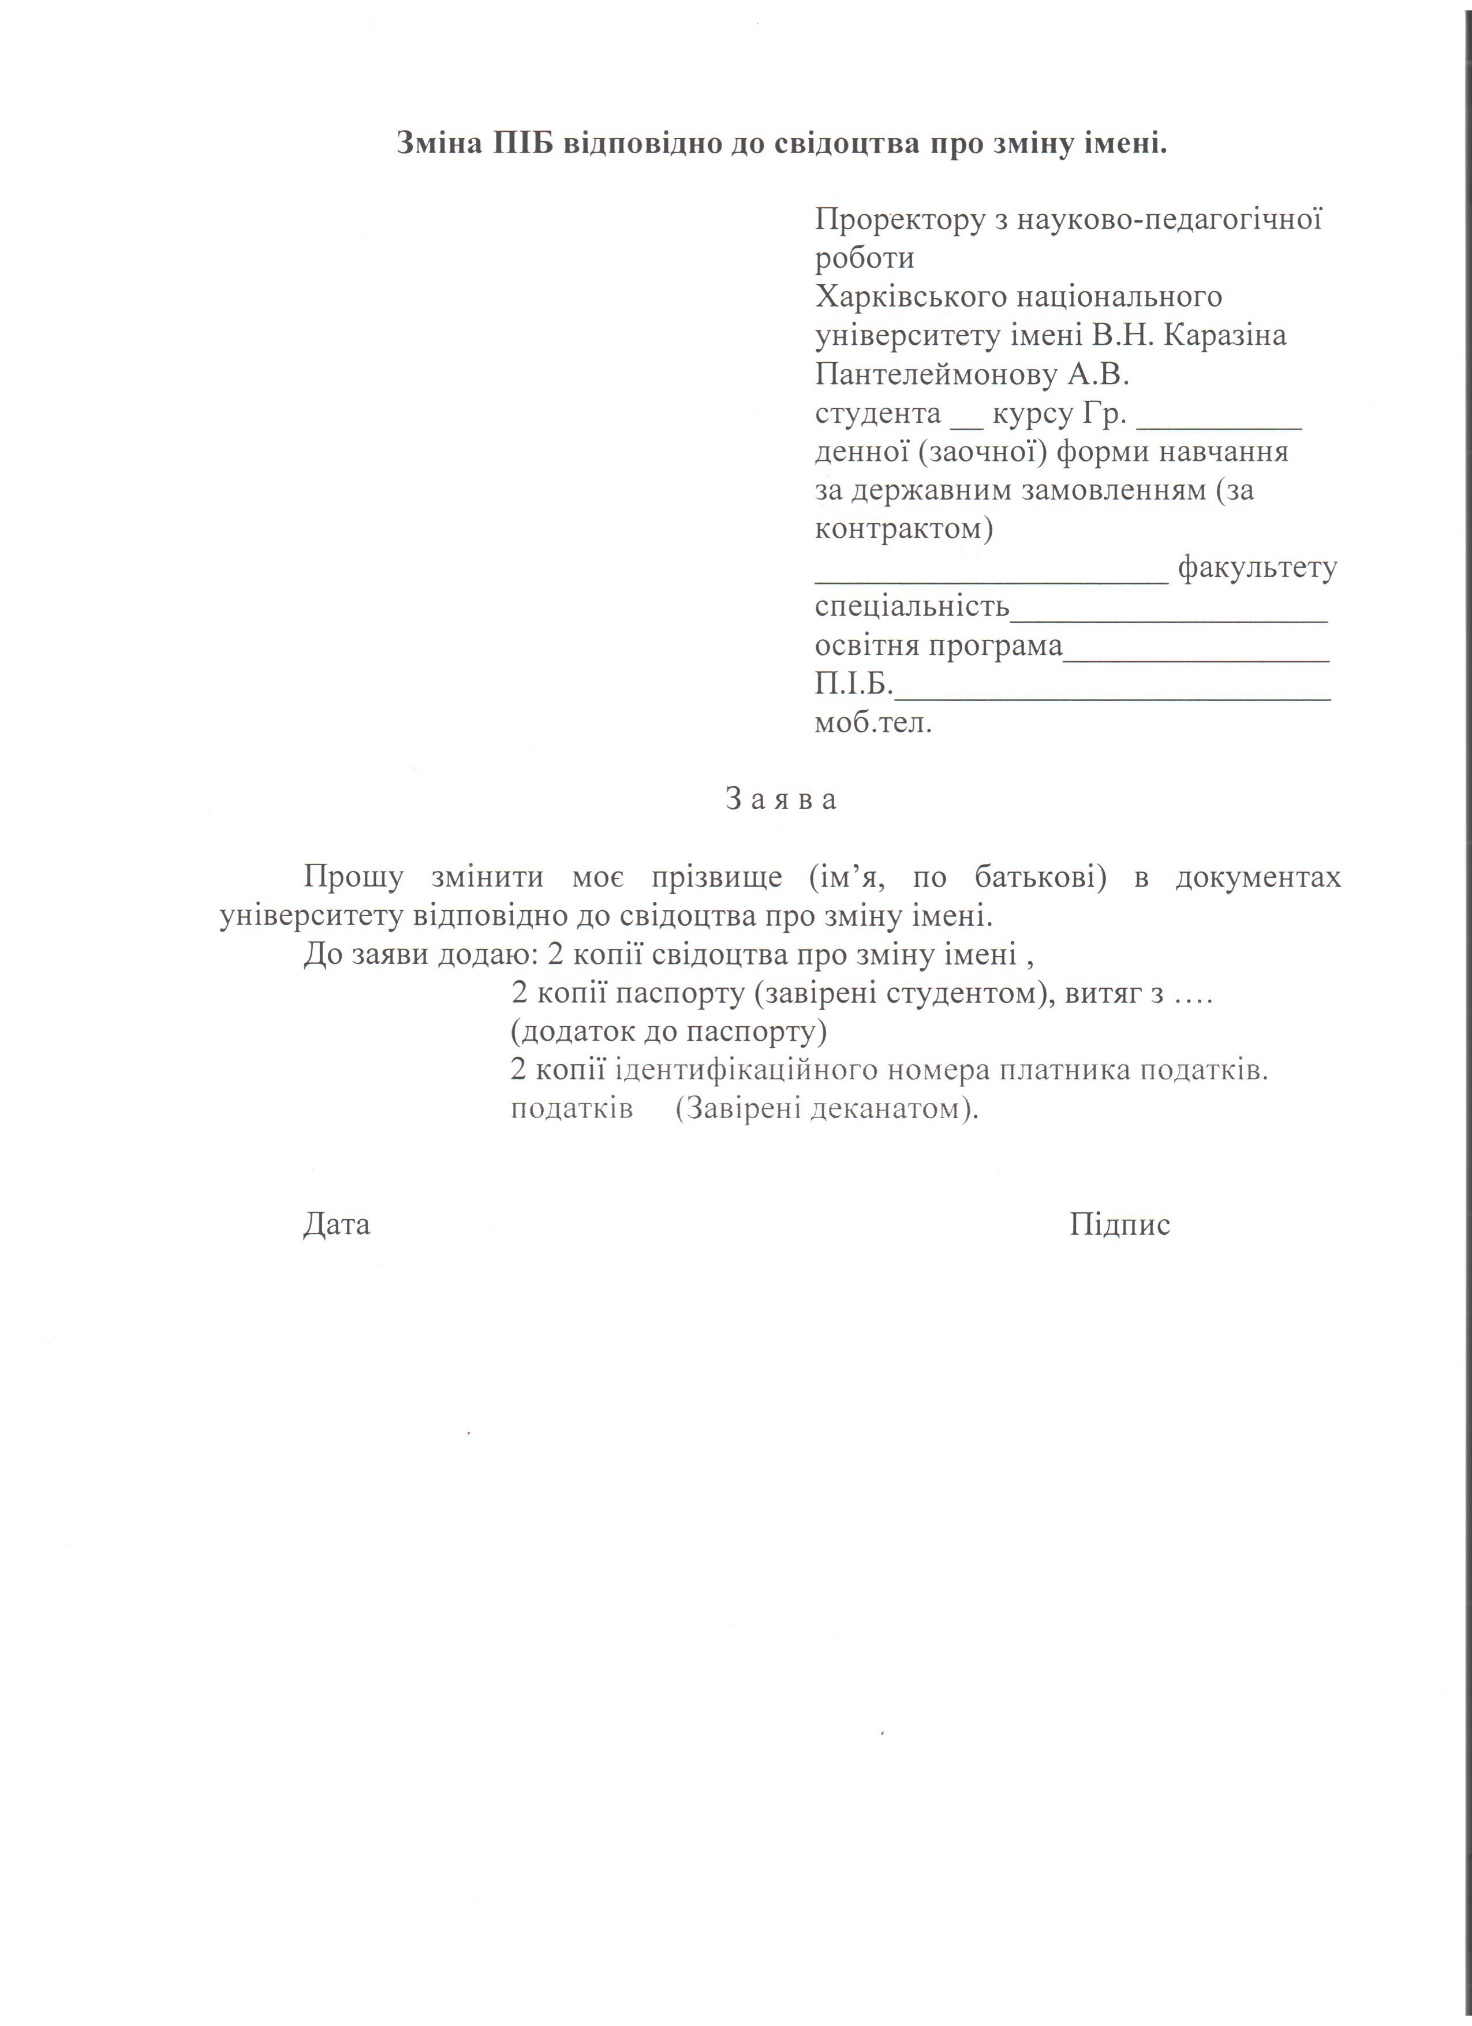 Зміна ПІБ відповідно до свідоцтва про зміну імені.
Проректору з науково-педагогічної
роботи
Харківського національного
університету імені В.Н. Каразіна
Пантелеймонову А.В.
студента __ курсу Гр. __________
денної (заочної) форми навчання
за державним замовленням (за
контрактом)
_____________________ факультету
спеціальність___________________
освітня програма________________
П.І.Б.__________________________
моб.тел.
З а я в а
Прошу змінити моє прізвище (ім’я, по батькові) в документах
університету відповідно до свідоцтва про зміну імені.
До заяви додаю: 2 копії свідоцтва про зміну імені ,
2 копії паспорту (завірені студентом), витяг з ….
(додаток до паспорту)
2 копії ідентифікаційного номера платника податків.
податків (Завірені деканатом).
Дата Підпис